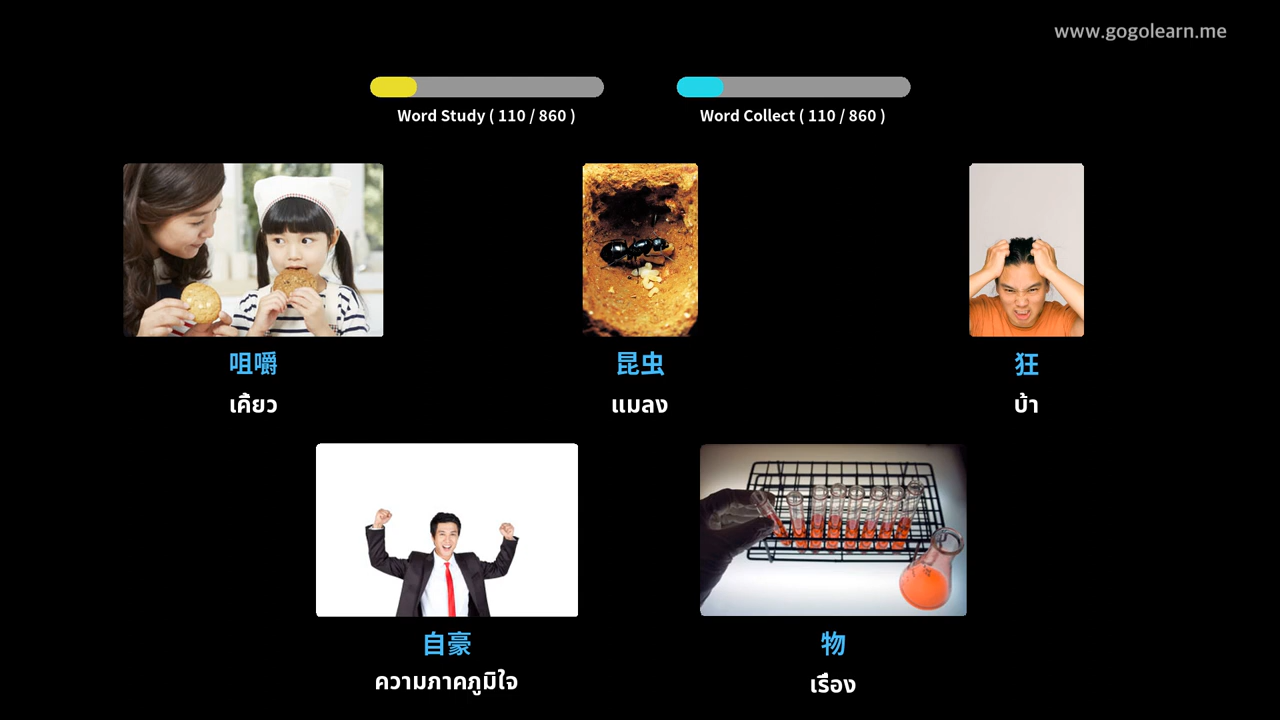 www.gogolearn.me
Word Study ( 110 / 860 )
Word Collect ( 110 / 860 )
咀嚼
เคี้ยว
昆虫
แมลง
狂
บ้า
自豪
ความภาคภูมิใจ
物
เรื่อง